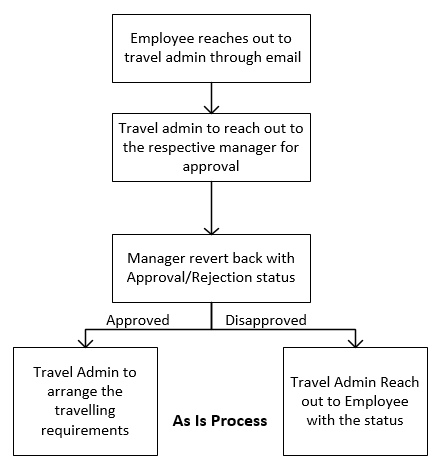 Employee reaches out to
travel admin through email
Travel admin to reach out to
the respective manager for
approval
Manager revert back with
Approval/Rejection status
Approved
Disapproved
Travel Admin to
arrange the
travelling
requirements
As Is Process
Travel Admin Reach
out to Employee
with the status